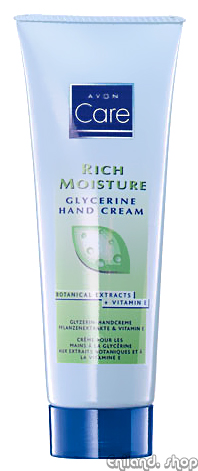 AVON
Care
RICH
MOISTURE
GLYCERINE
HAND CREAM
BOTANICAL EXTRACTS
+ VITAMIN E
GLYZERIN-HANDCREME
PFLANZENEXTRAKTE & VITAMIN E
CRÈME POUR LES
MAINS À LA GLYCÉRINE
AUX EXTRAITS BOTANIQUES ET À
LA VITAMINE E
enland.shop